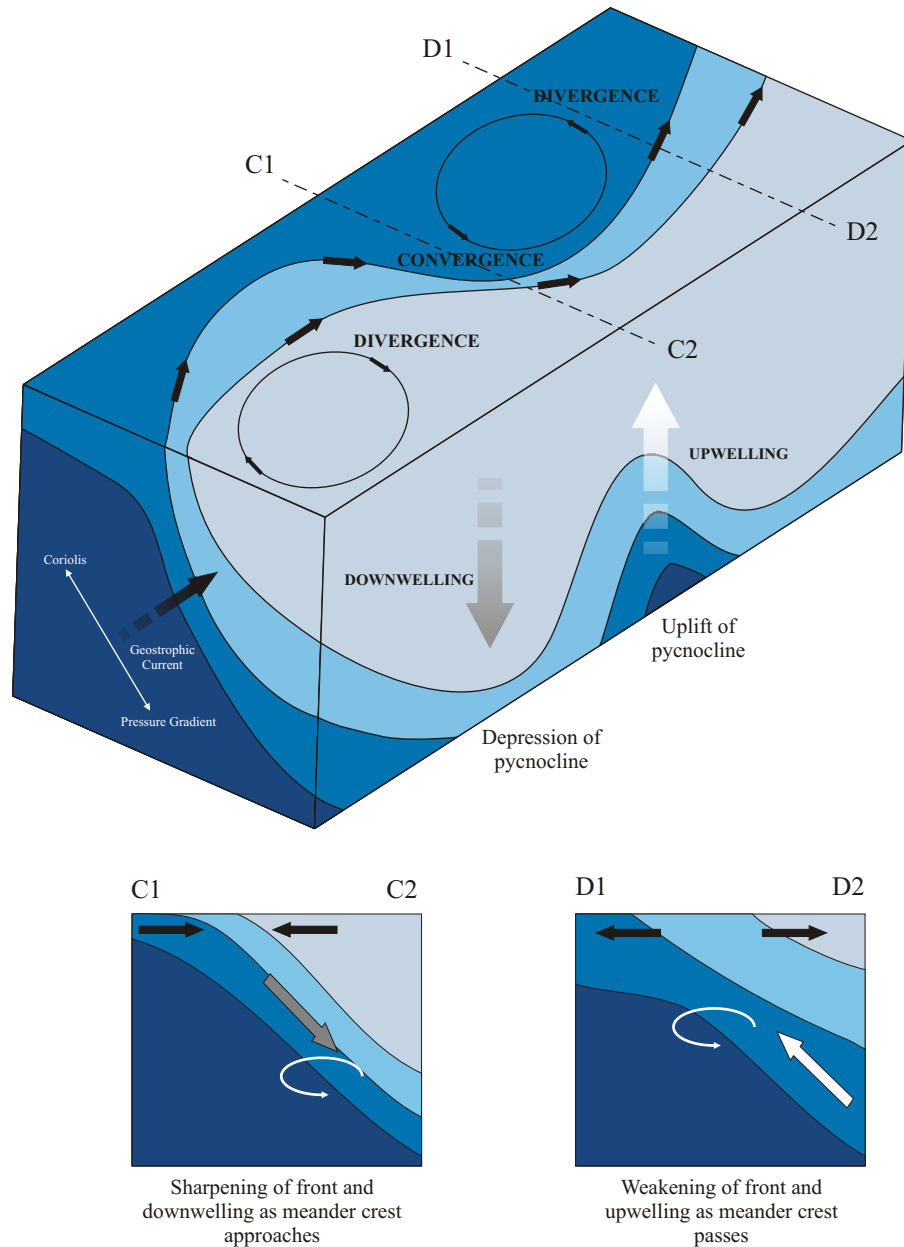 D1
DIVERGENCE
C1
D2
CONVERGENCE
DIVERGENCE
C2
UPWELLING
Coriolis
DOWNWELLING
Geostrophic
Current
Uplift of
pycnocline
Pressure Gradient
Depression of
pycnocline
C1
C2
D1
D2
Sharpening of front and
downwelling as meander crest
approaches
Weakening of front and
upwelling as meander crest
passes